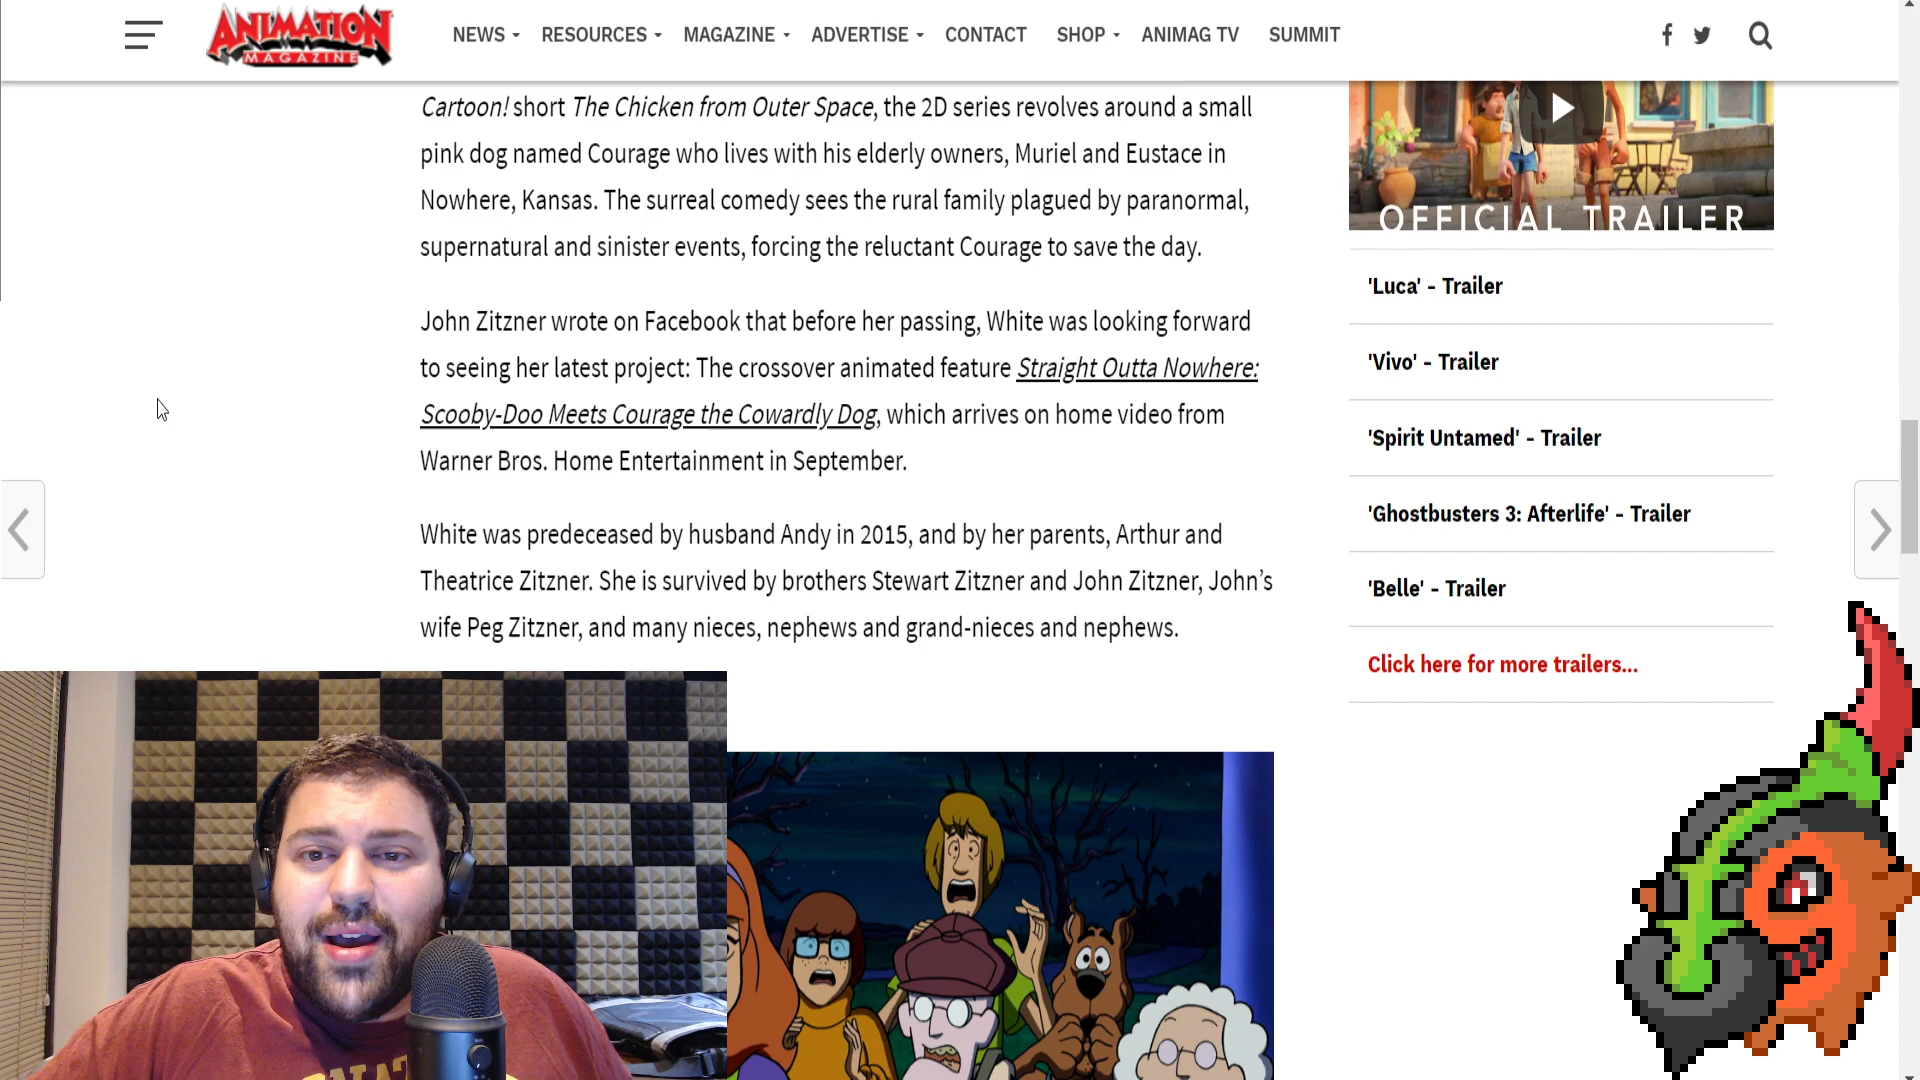 ANIMATION
MAGAZINE
NEWS RESOURCES MAGAZINE ADVERTISE CONTACT SHOP ANIMAG TV SUMMIT
Cartoon! short The Chicken from Outer Space, the 2D series revolves around a small
pink dog named Courage who lives with his elderly owners, Muriel and Eustace in
Nowhere, Kansas. The surreal comedy sees the rural family plagued by paranormal,
supernatural and sinister events, forcing the reluctant Courage to save the day.
John Zitzner wrote on Facebook that before her passing, White was looking forward
to seeing her latest project: The crossover animated feature Straight Outta Nowhere:
Scooby-Doo Meets Courage the Cowardly Dog, which arrives on home video from
Warner Bros. Home Entertainment in September.
White was predeceased by husband Andy in 2015, and by her parents, Arthur and
Theatrice Zitzner. She is survived by brothers Stewart Zitzner and John Zitzner, John’s
wife Peg Zitzner, and many nieces, nephews and grand-nieces and nephews.
OFFICIAL TRAILER
'Luca' - Trailer
'Vivo' - Trailer
'Spirit Untamed' - Trailer
'Ghostbusters 3: Afterlife' - Trailer
'Belle' - Trailer
Click here for more trailers...